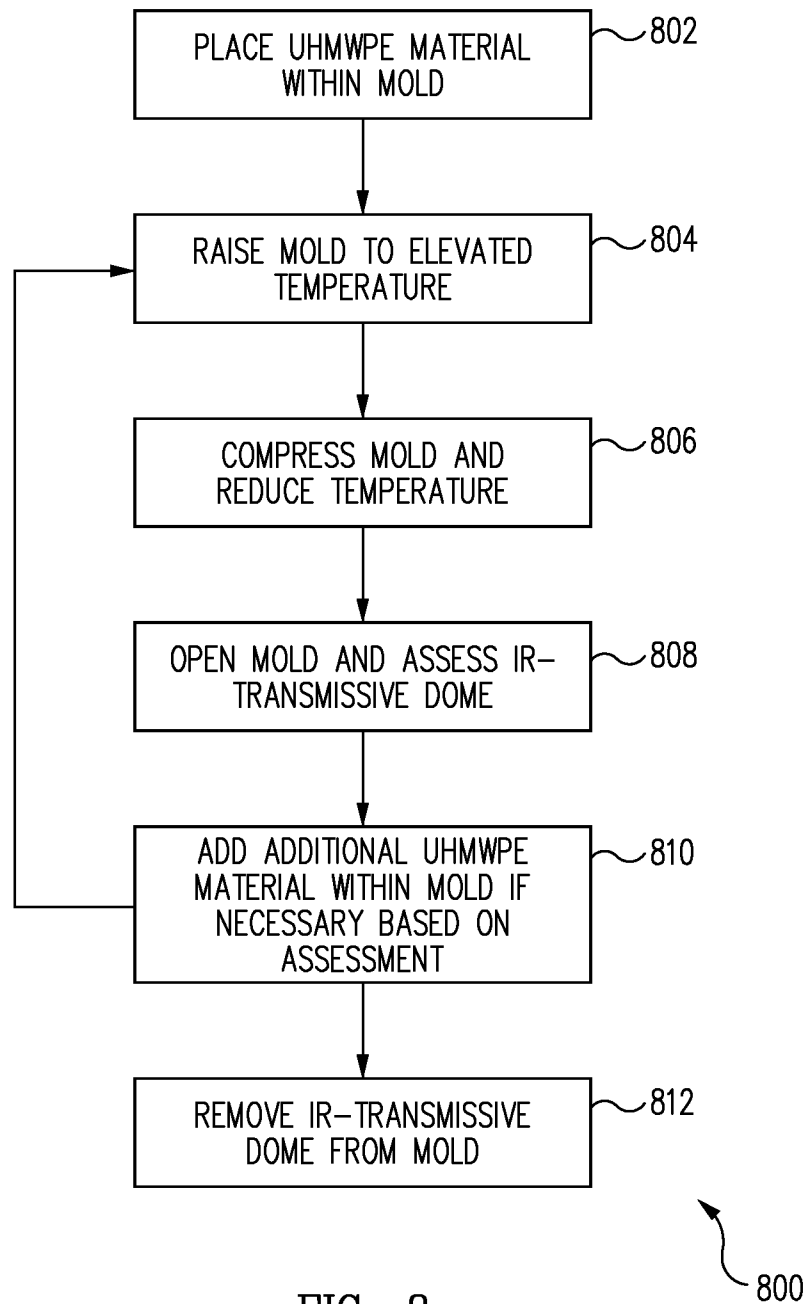 PLACE UHMWPE MATERIAL
WITHIN MOLD
802
RAISE MOLD TO ELEVATED
TEMPERATURE
804
COMPRESS MOLD AND
REDUCE TEMPERATURE
806
OPEN MOLD AND ASSESS IR-
TRANSMISSIVE DOME
808
ADD ADDITIONAL UHMWPE
MATERIAL WITHIN MOLD IF
NECESSARY BASED ON
ASSESSMENT
810
REMOVE IR-TRANSMISSIVE
DOME FROM MOLD
812
800
FIG.